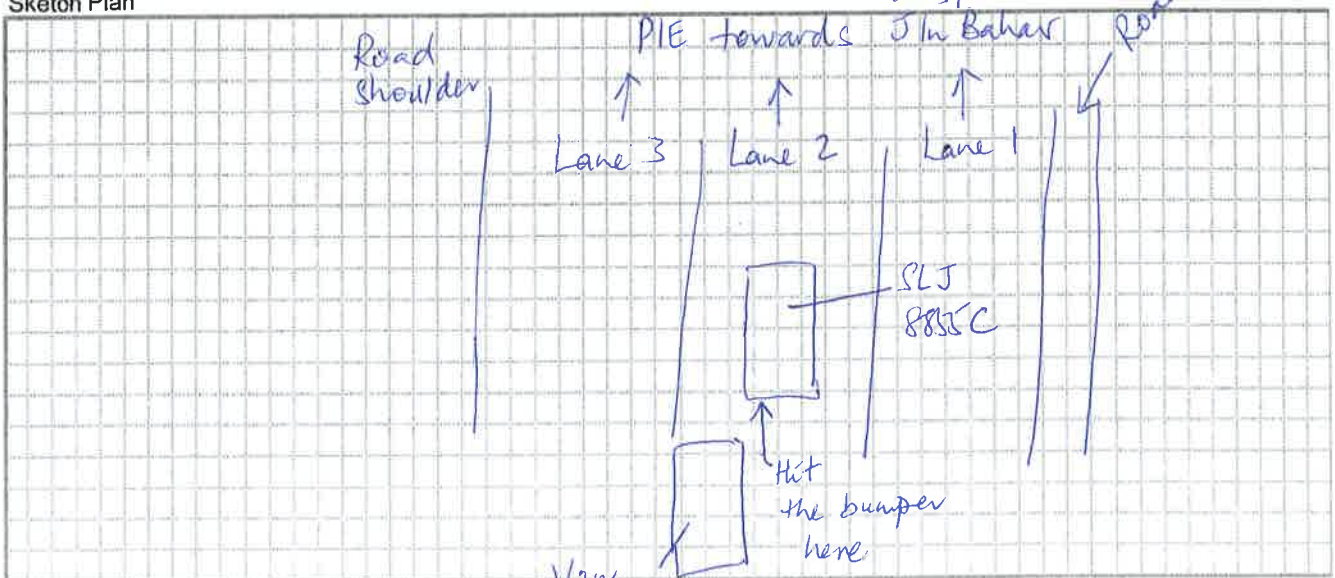 Sketch Plan
PIE towards Jln Bahar
Road
Shoulder
Lane 3
Lane 2
Lane 1
SLJ
8855C
Hit
the bumper
here
Van